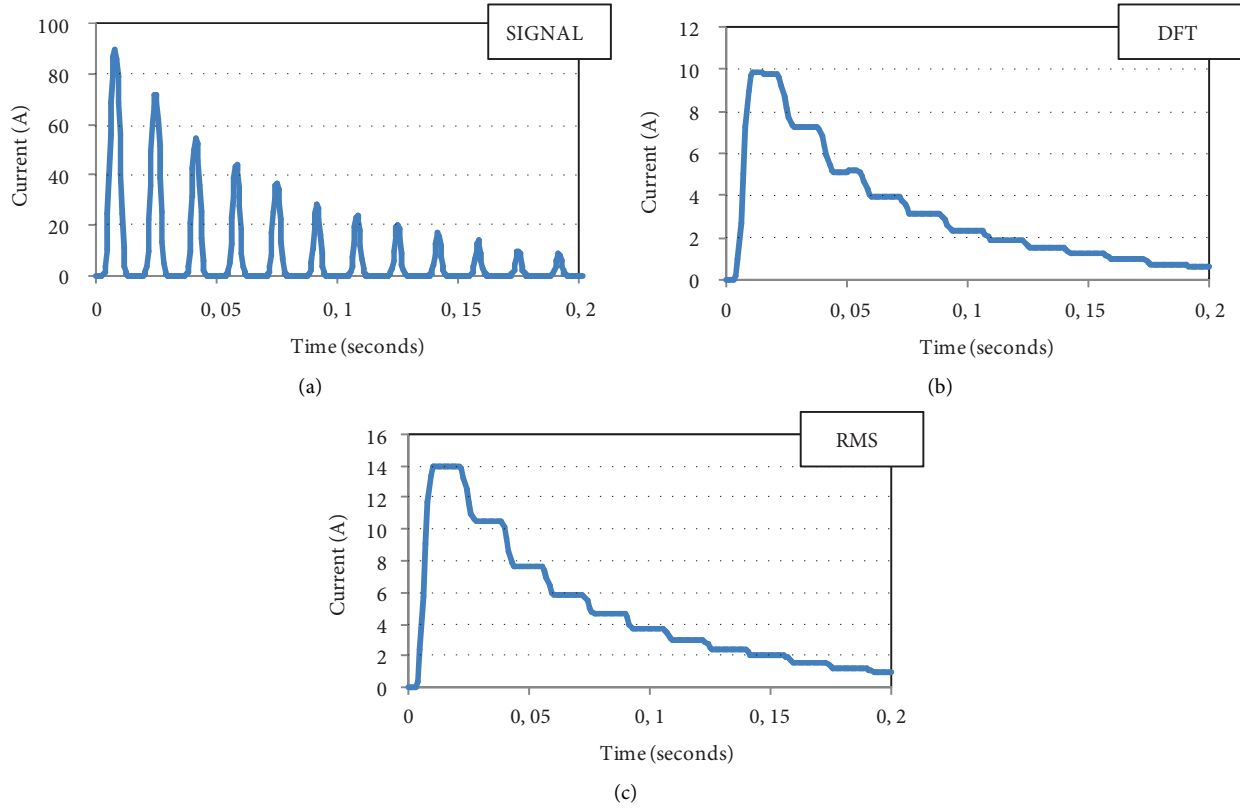 SIGNAL
100
80
60
40
20
0
Current (A)
0 0, 05 0, 1 0, 15 0, 2
Time (seconds)
(a)
DFT
12
10
8
6
4
2
0
Current (A)
0 0, 05 0, 1 0, 15 0, 2
Time (seconds)
(b)
RMS
16
14
12
10
8
6
4
2
0
Current (A)
0 0, 05 0, 1 0, 15 0, 2
Time (seconds)
(c)